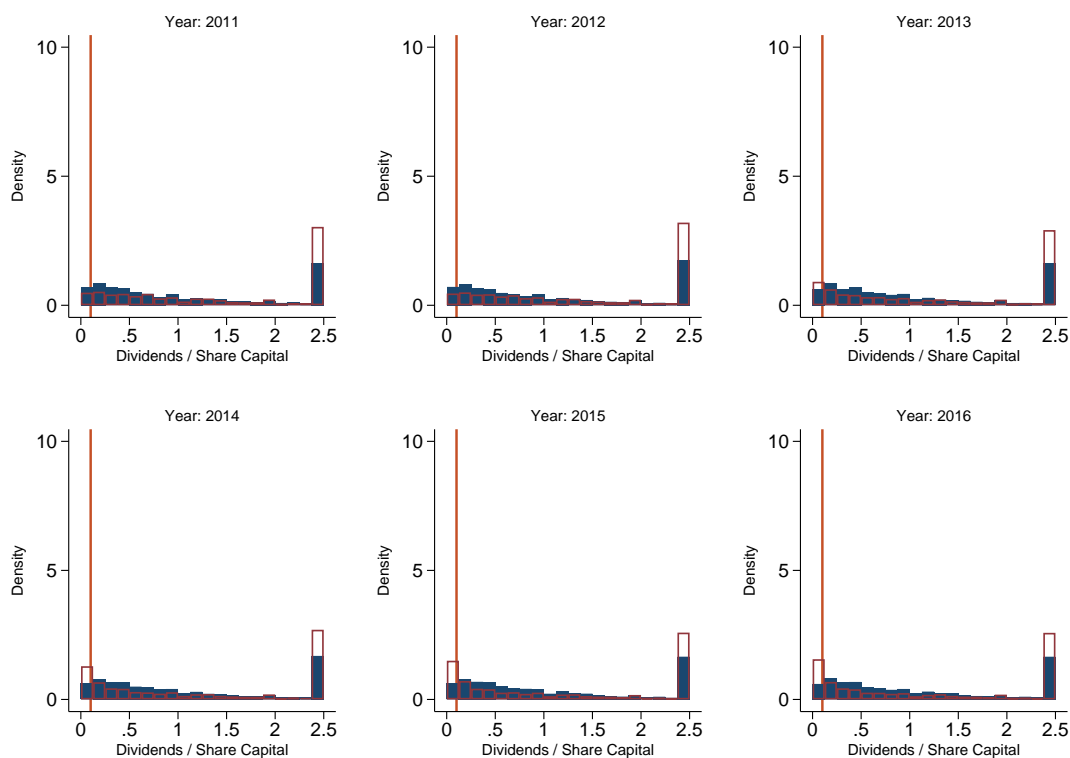 Year: 2011
10
5
0
Density
0 .5 1 1.5 2 2.5
Dividends / Share Capital
Year: 2012
10
5
0
Density
0 .5 1 1.5 2 2.5
Dividends / Share Capital
Year: 2013
10
5
0
Density
0 .5 1 1.5 2 2.5
Dividends / Share Capital
Year: 2014
10
5
0
Density
0 .5 1 1.5 2 2.5
Dividends / Share Capital
Year: 2015
10
5
0
Density
0 .5 1 1.5 2 2.5
Dividends / Share Capital
Year: 2016
10
5
0
Density
0 .5 1 1.5 2 2.5
Dividends / Share Capital